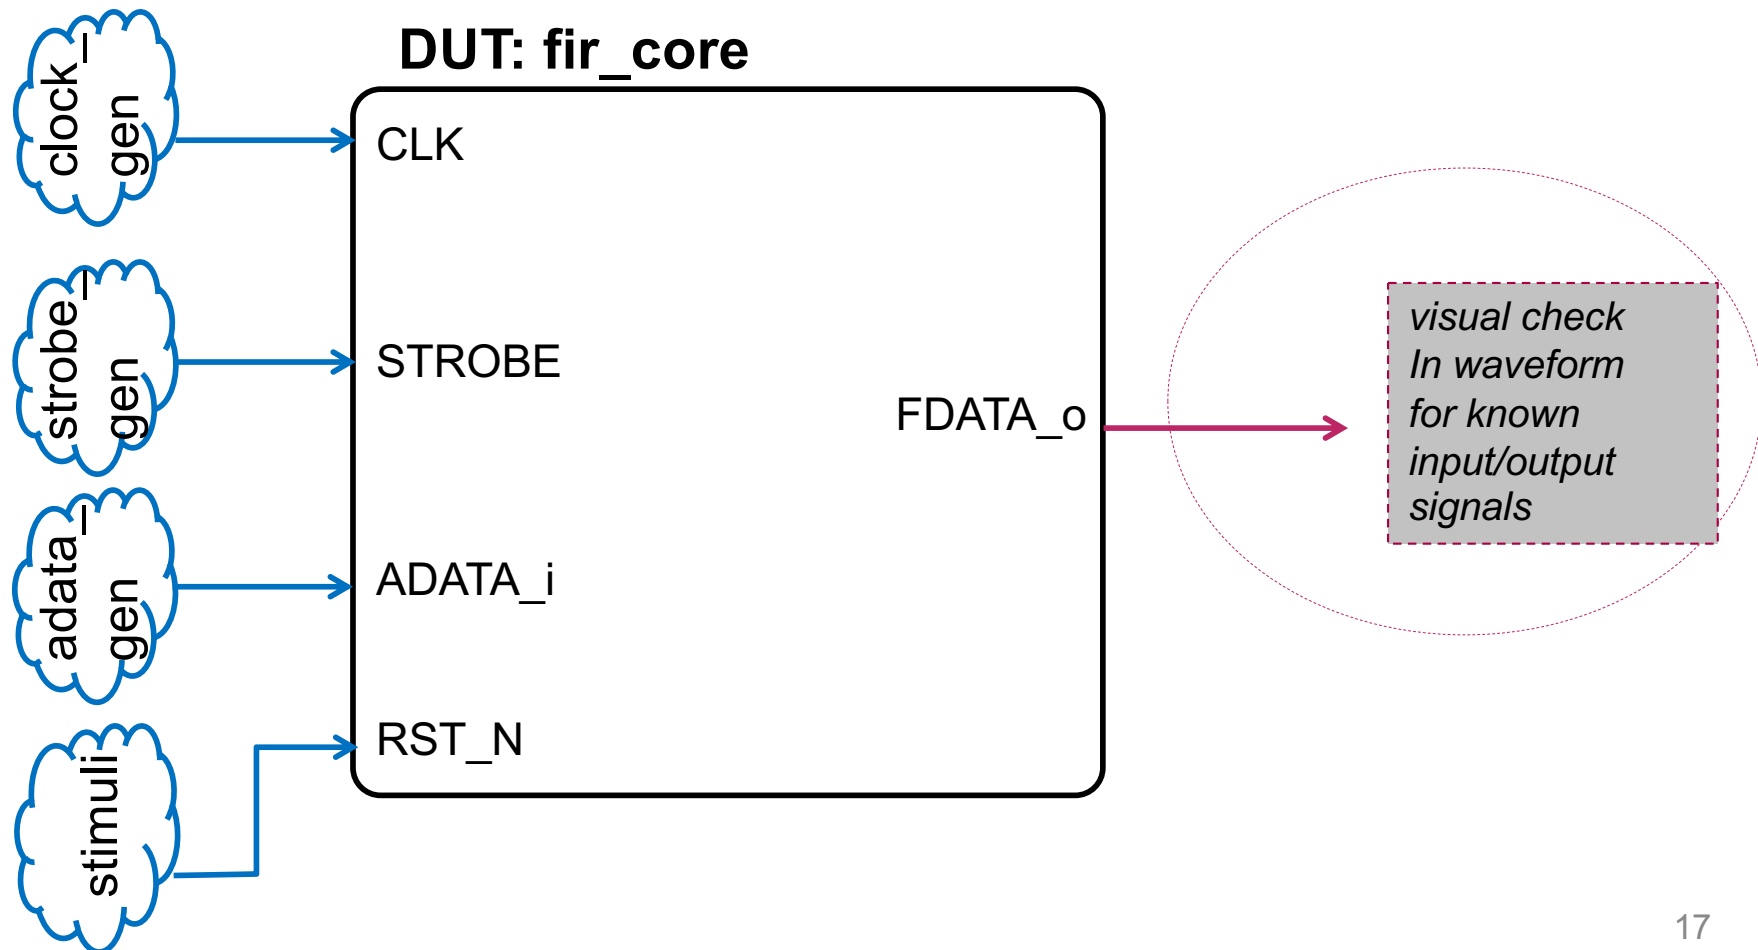 DUT: fir_core
clock_
gen
CLK
strobe_
gen
STROBE
FDATA_o
visual check
In waveform
for known
input/output
signals
adata_
gen
ADATA_i
stimuli
RST_N
17